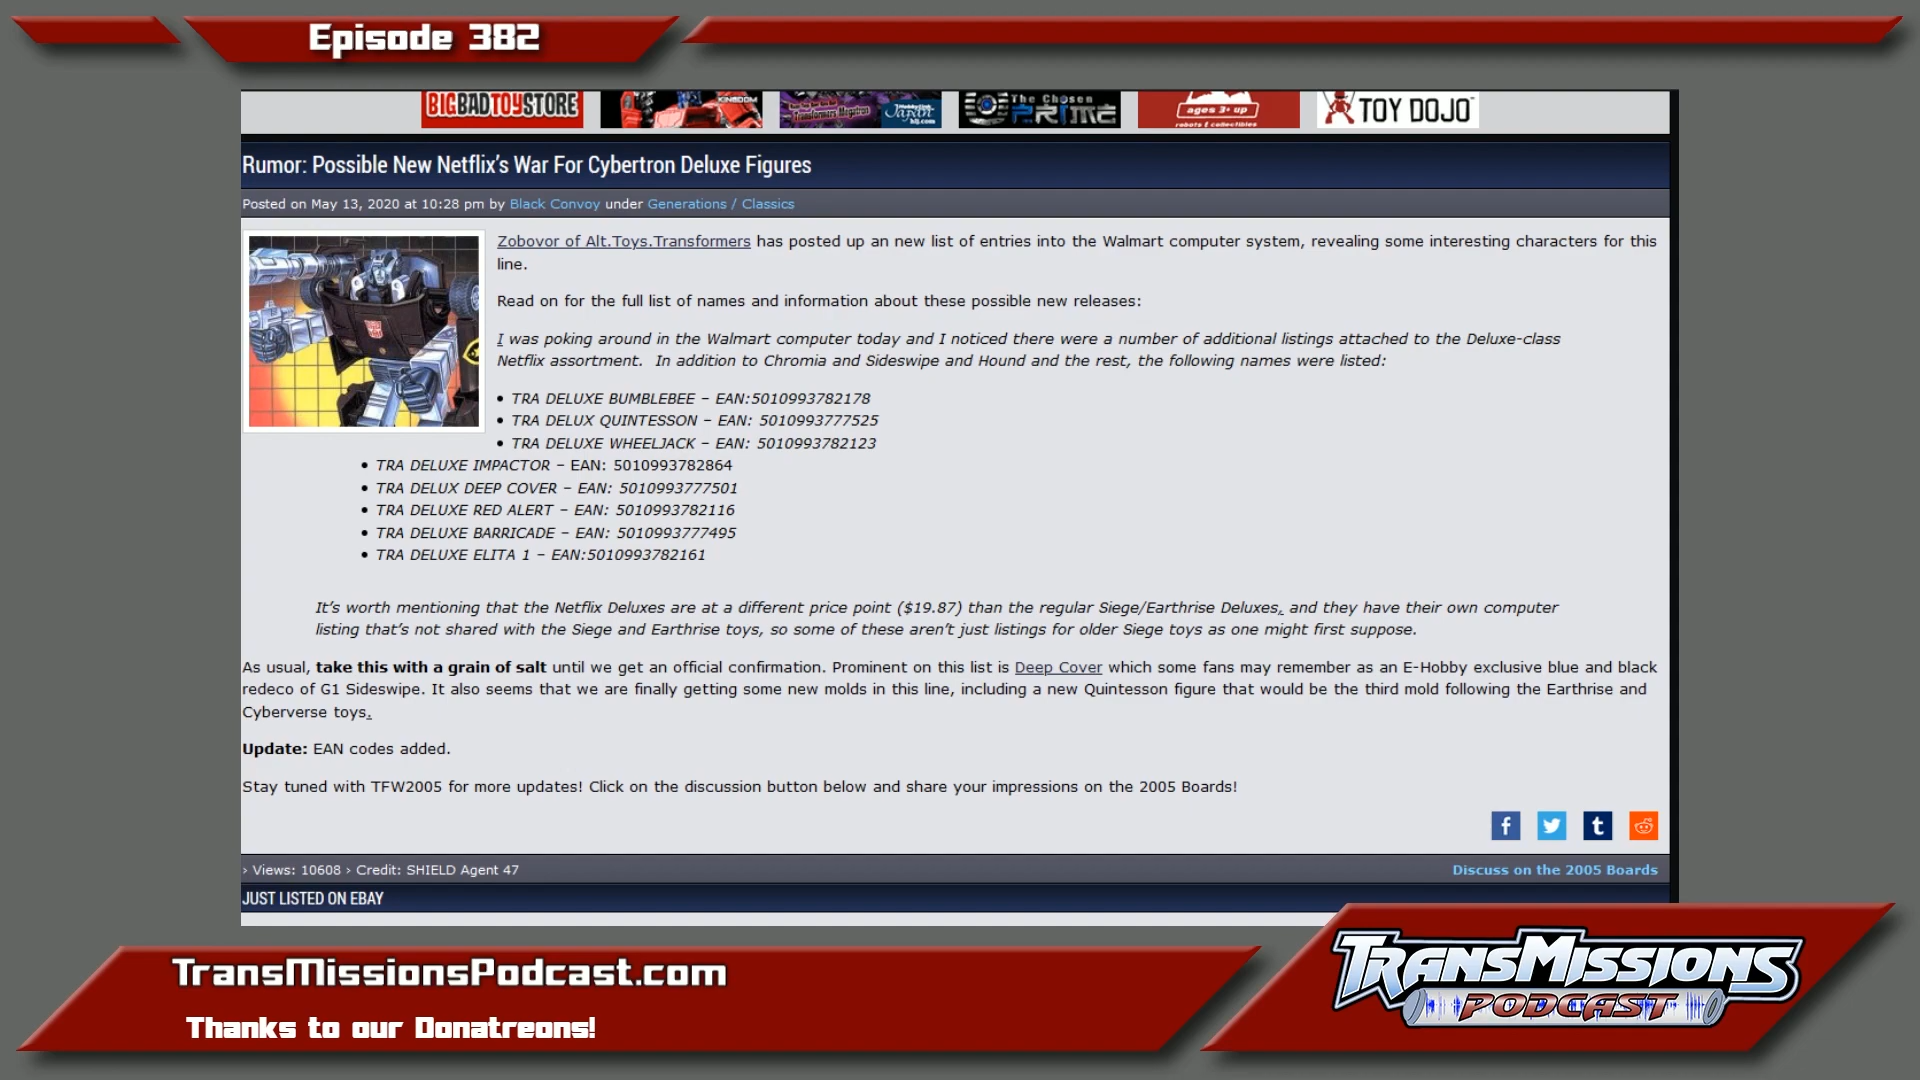 Episode 382
BIGBADTOYSTORE
KINGDOM
Transformers Megatron
HobbyLink
Japan
hlj.com
The Chosen
PRIME
ages 3+ up
robots & collectibles
TOY DOJO
Rumor: Possible New Netflix's War For Cybertron Deluxe Figures
Posted on May 13, 2020 at 10:28 pm by Black Convoy under Generations / Classics
Zobovor of Alt.Toys.Transformers has posted up an new list of entries into the Walmart computer system, revealing some interesting characters for this
line.
Read on for the full list of names and information about these possible new releases:
I was poking around in the Walmart computer today and I noticed there were a number of additional listings attached to the Deluxe-class
Netflix assortment.  In addition to Chromia and Sideswipe and Hound and the rest, the following names were listed:
• TRA DELUXE BUMBLEBEE – EAN:5010993782178
• TRA DELUX QUINTESSON – EAN: 5010993777525
• TRA DELUXE WHEELJACK – EAN: 5010993782123
• TRA DELUXE IMPACTOR – EAN: 5010993782864
• TRA DELUX DEEP COVER – EAN: 5010993777501
• TRA DELUXE RED ALERT – EAN: 5010993782116
• TRA DELUXE BARRICADE – EAN: 5010993777495
• TRA DELUXE ELITA 1 – EAN:5010993782161
It's worth mentioning that the Netflix Deluxes are at a different price point ($19.87) than the regular Siege/Earthrise Deluxes, and they have their own computer
listing that's not shared with the Siege and Earthrise toys, so some of these aren't just listings for older Siege toys as one might first suppose.
As usual, take this with a grain of salt until we get an official confirmation. Prominent on this list is Deep Cover which some fans may remember as an E-Hobby exclusive blue and black
redeco of G1 Sideswipe. It also seems that we are finally getting some new molds in this line, including a new Quintesson figure that would be the third mold following the Earthrise and
Cyberverse toys.
Update: EAN codes added.
Stay tuned with TFW2005 for more updates! Click on the discussion button below and share your impressions on the 2005 Boards!
› Views: 10608 › Credit: SHIELD Agent 47
Discuss on the 2005 Boards
JUST LISTED ON EBAY
TransMissionsPodcast.com
Thanks to our Donatreons!
TRANSMISSIONS
PODCAST